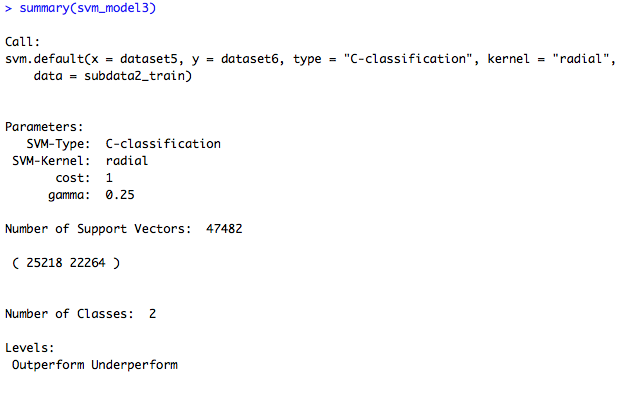 > summary(svm_model3)
Call:
svm.default(x = dataset5, y = dataset6, type = "C-classification", kernel = "radial",
    data = subdata2_train)
Parameters:
   SVM-Type:  C-classification
 SVM-Kernel:  radial
       cost:  1
      gamma:  0.25
Number of Support Vectors:  47482
 ( 25218 22264 )
Number of Classes:  2
Levels:
 Outperform Underperform